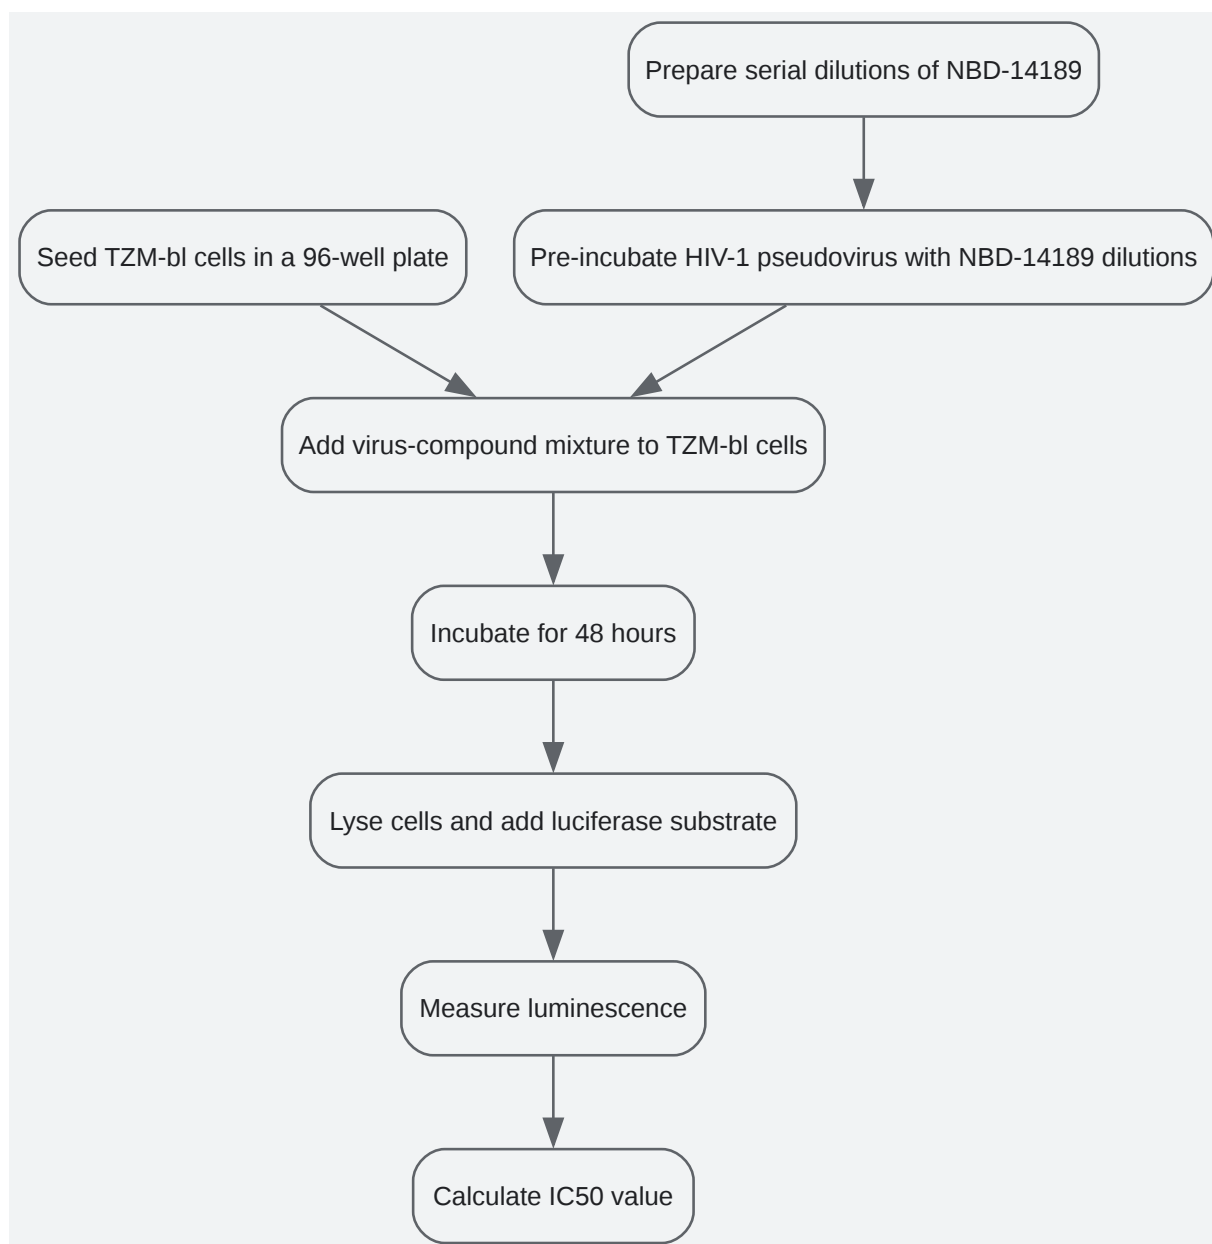 Prepare serial dilutions of NBD-14189
Seed TZM-bl cells in a 96-well plate
Pre-incubate HIV-1 pseudovirus with NBD-14189 dilutions
Add virus-compound mixture to TZM-bl cells
Incubate for 48 hours
Lyse cells and add luciferase substrate
Measure luminescence
Calculate IC50 value